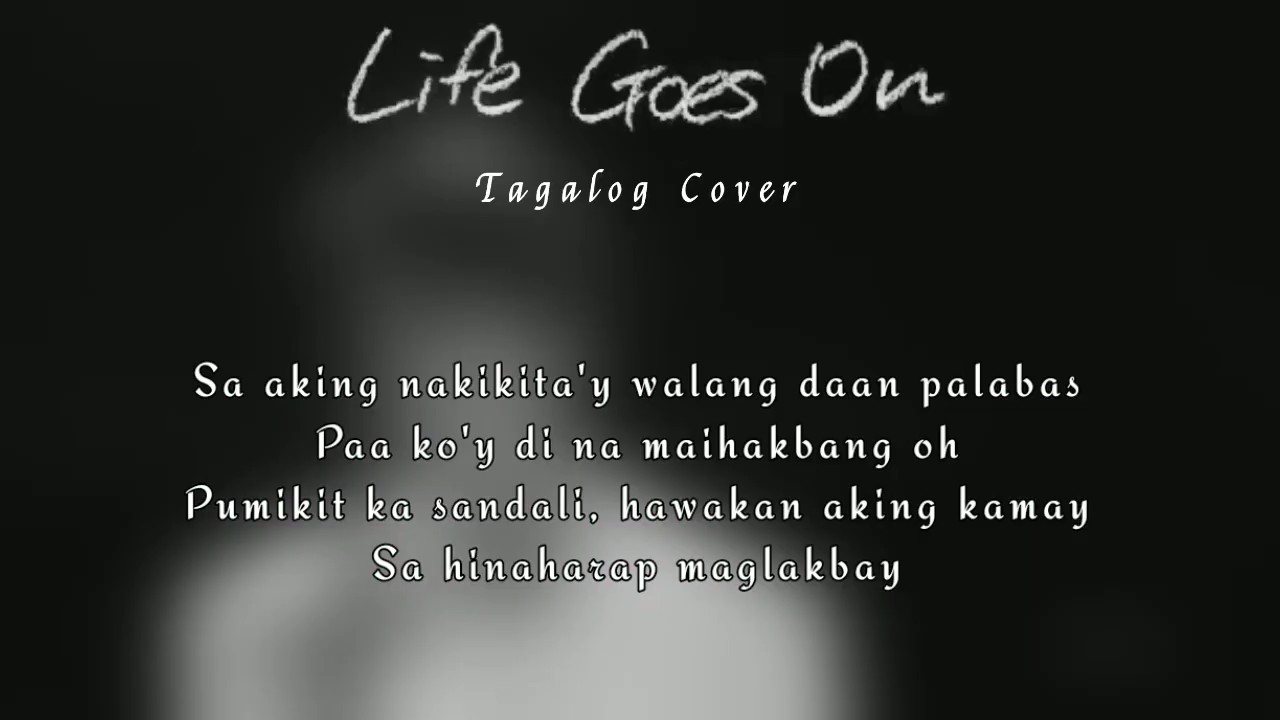 Life Goes On
Tagalog Cover
Sa aking nakikita'y walang daan palabas
Paa ko'y di na maihakbang oh
Pumikit ka sandali, hawakan aking kamay
Sa hinaharap maglakbay